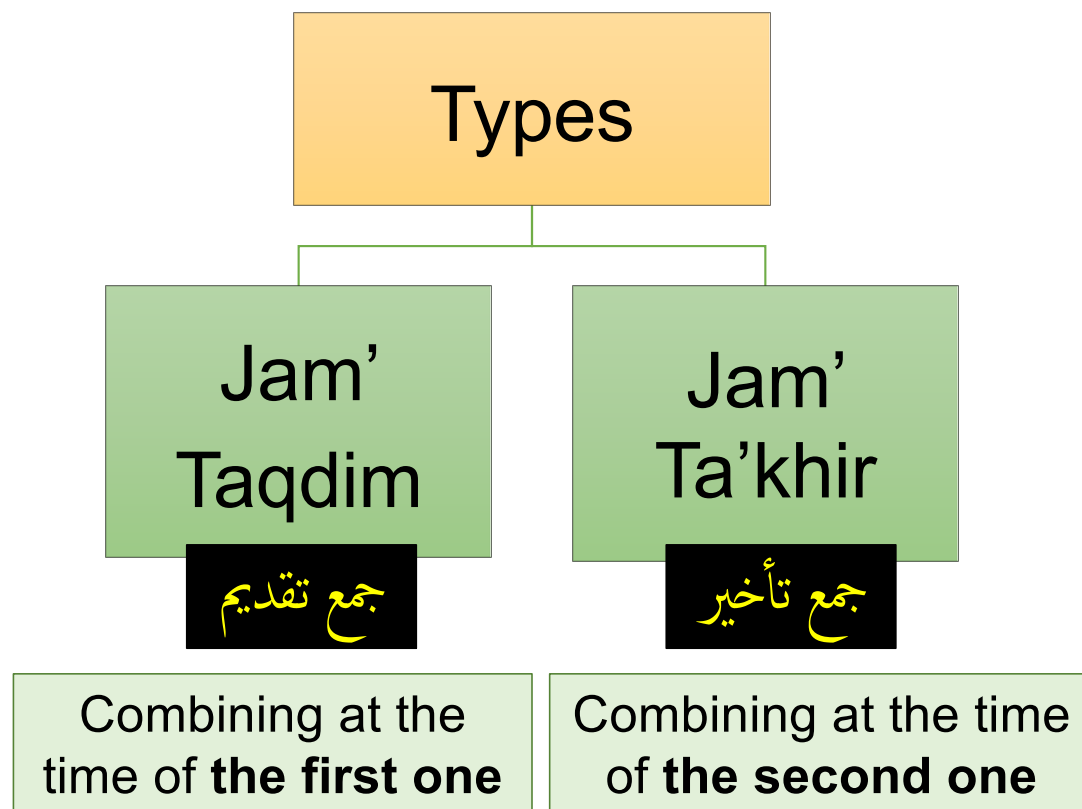 Types
Jam’
Taqdim
جمع تقديم
Combining at the
time of the first one
Jam’
Ta’khir
جمع تأخير
Combining at the time
of the second one